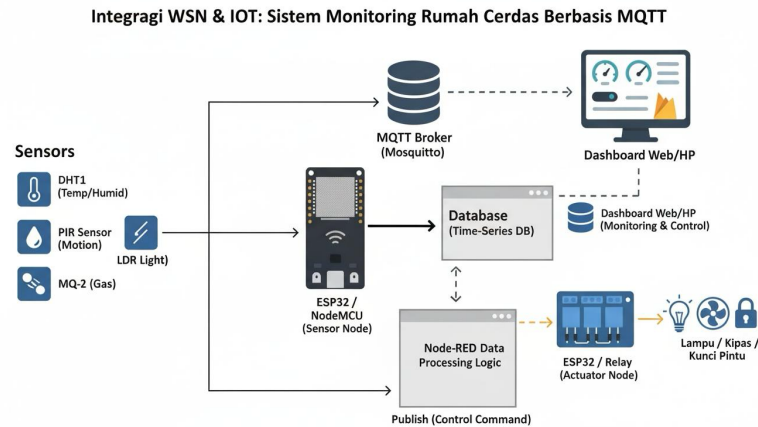 Integragi WSN & IOT: Sistem Monitoring Rumah Cerdas Berbasis MQTT
MQTT Broker
(Mosquitto)
Dashboard Web/HP
Sensors
DHT1
(Temp/Humid)
PIR Sensor
(Motion)
LDR Light)
MQ-2 (Gas)
ESP32 /
NodeMCU
(Sensor Node)
Database
(Time-Series DB)
Dashboard Web/HP
(Monitoring & Control)
Node-RED Data
Processing Logic
Publish (Control Command)
ESP32 / Relay
(Actuator Node)
Lampu / Kipas /
Kunci Pintu